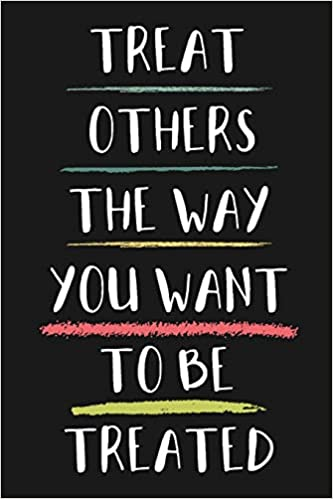 TREAT
OTHERS
THE WAY
YOU WANT
TO BE
TREATED